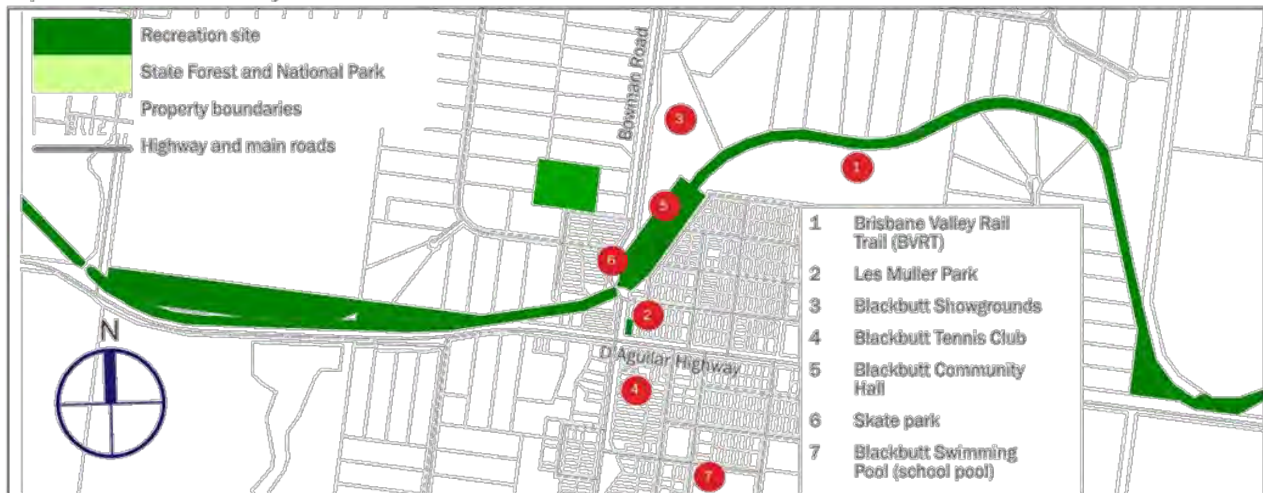 Recreation site
State Forest and National Park
Property boundaries
Highway and main roads
Bowman Road
3
1
5
6
2
D'Aguilar Highway
4
7
N
1 Brisbane Valley Rail
Trail (BVRT)
2 Les Muller Park
3 Blackbutt Showgrounds
4 Blackbutt Tennis Club
5 Blackbutt Community
Hall
6 Skate park
7 Blackbutt Swimming
Pool (school pool)